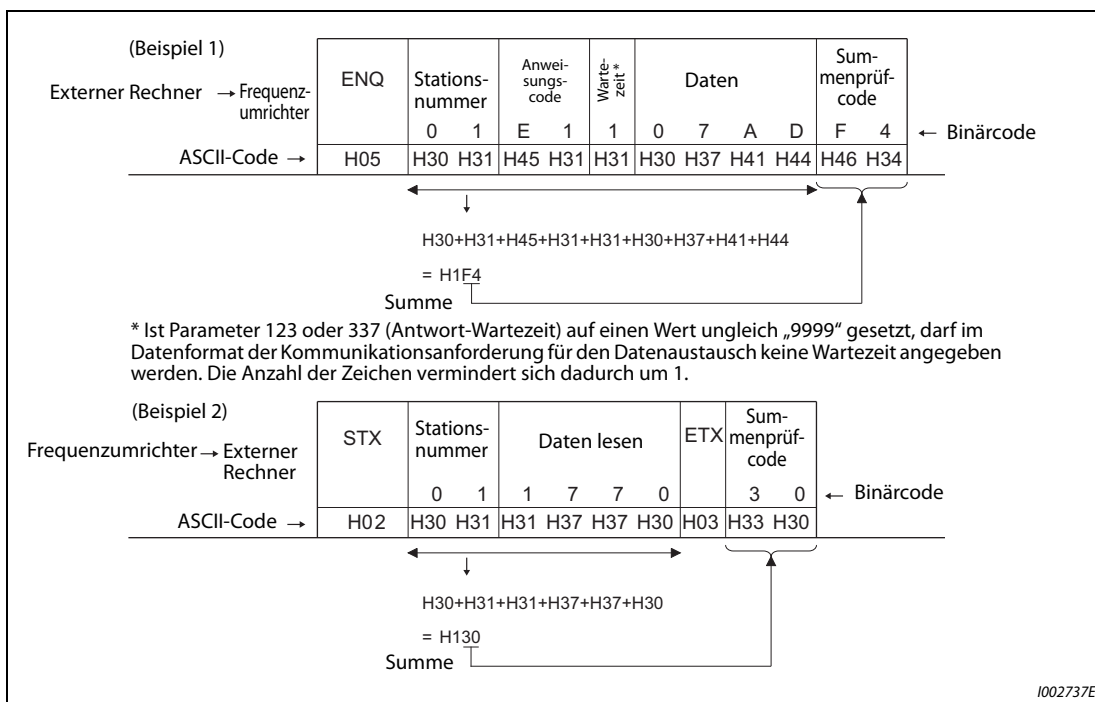 (Beispiel 1)
Externer Rechner → Frequenz-
umrichter
ENQ
Stations-
nummer
Anwei-
sungs-
code
Warte-
zeit *
Daten
Sum-
menprüf-
code
0 1 E 1 1 0 7 A D F 4 ← Binärcode
ASCII-Code → H05 H30 H31 H45 H31 H31 H30 H37 H41 H44 H46 H34
H30+H31+H45+H31+H31+H30+H37+H41+H44
= H1F4
Summe
* Ist Parameter 123 oder 337 (Antwort-Wartezeit) auf einen Wert ungleich „9999“ gesetzt, darf im
Datenformat der Kommunikationsanforderung für den Datenaustausch keine Wartezeit angegeben
werden. Die Anzahl der Zeichen vermindert sich dadurch um 1.
(Beispiel 2)
Frequenzumrichter → Externer
Rechner
STX
Stations-
nummer
Daten lesen
ETX
Sum-
menprüf-
code
0 1 1 7 7 0 3 0 ← Binärcode
ASCII-Code → H02 H30 H31 H31 H37 H37 H30 H03 H33 H30
H30+H31+H31+H37+H37+H30
= H130
Summe
I002737E